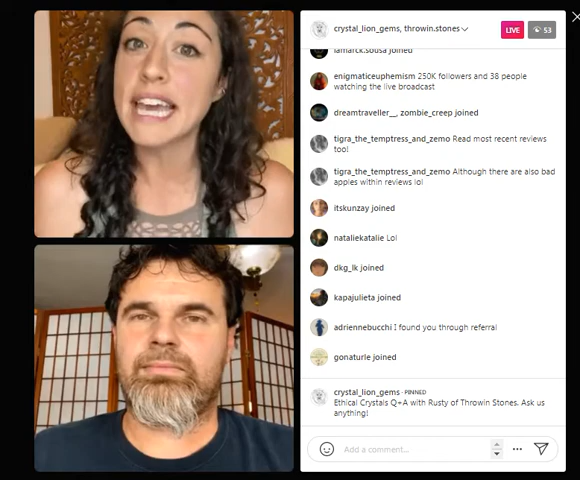 crystal_lion_gems, throwin.stones
LIVE
53
lamarck.sousa joined
enigmaticeuphemism 250K followers and 38 people
watching the live broadcast
dreamtraveller__, zombie_creep joined
tigra_the_temptress_and_zemo Read most recent reviews
too!
tigra_the_temptress_and_zemo Although there are also bad
apples within reviews lol
itskunzay joined
nataliekatalie Lol
dkg_lk joined
kapajulieta joined
adriennebucchi I found you through referral
gonaturle joined
crystal_lion_gems · PINNED
Ethical Crystals Q+A with Rusty of Throwin Stones. Ask us
anything!
Add a comment...